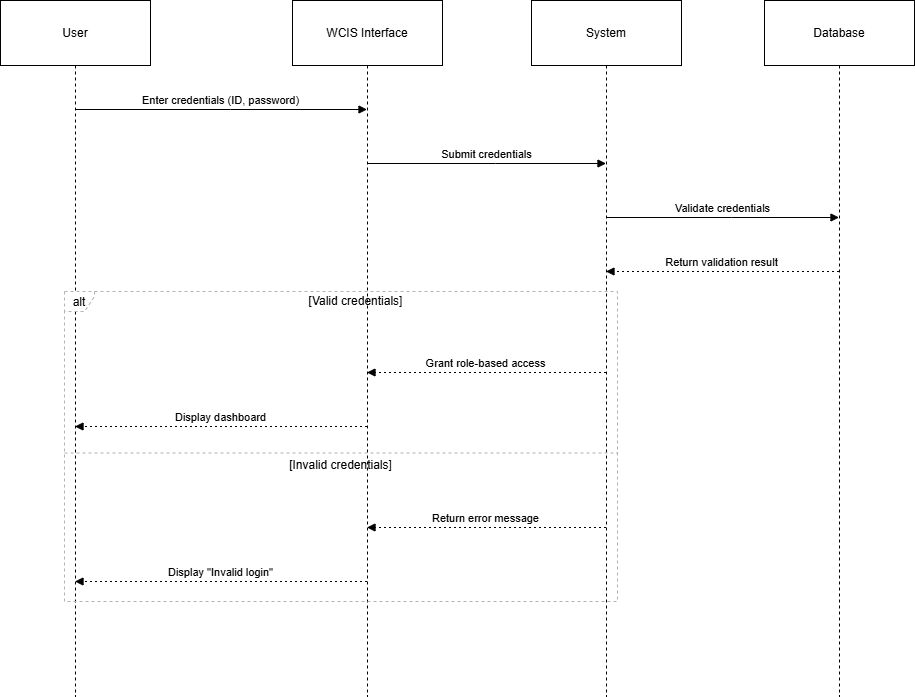 User
WCIS Interface
System
Database
Enter credentials (ID, password)
Submit credentials
Validate credentials
Return validation result
alt
[Valid credentials]
Grant role-based access
Display dashboard
[Invalid credentials]
Return error message
Display "Invalid login"